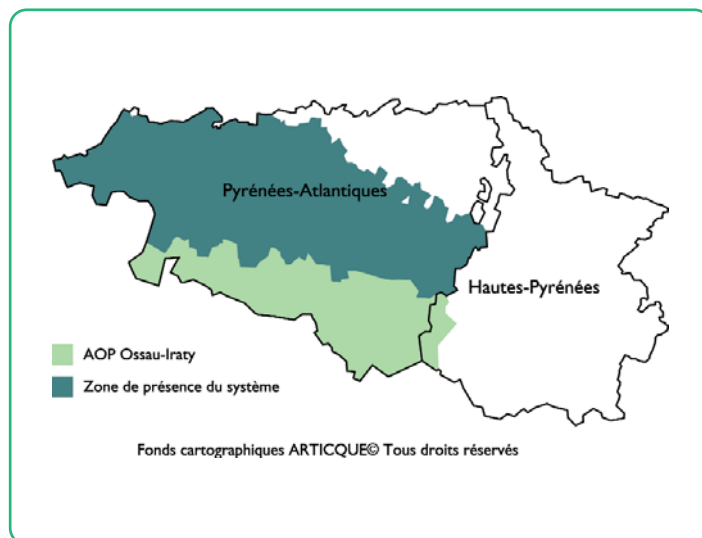 Pyrénées-Atlantiques
Hautes-Pyrénées
AOP Ossau-Iraty
Zone de présence du système
Fonds cartographiques ARTICQUE© Tous droits réservés